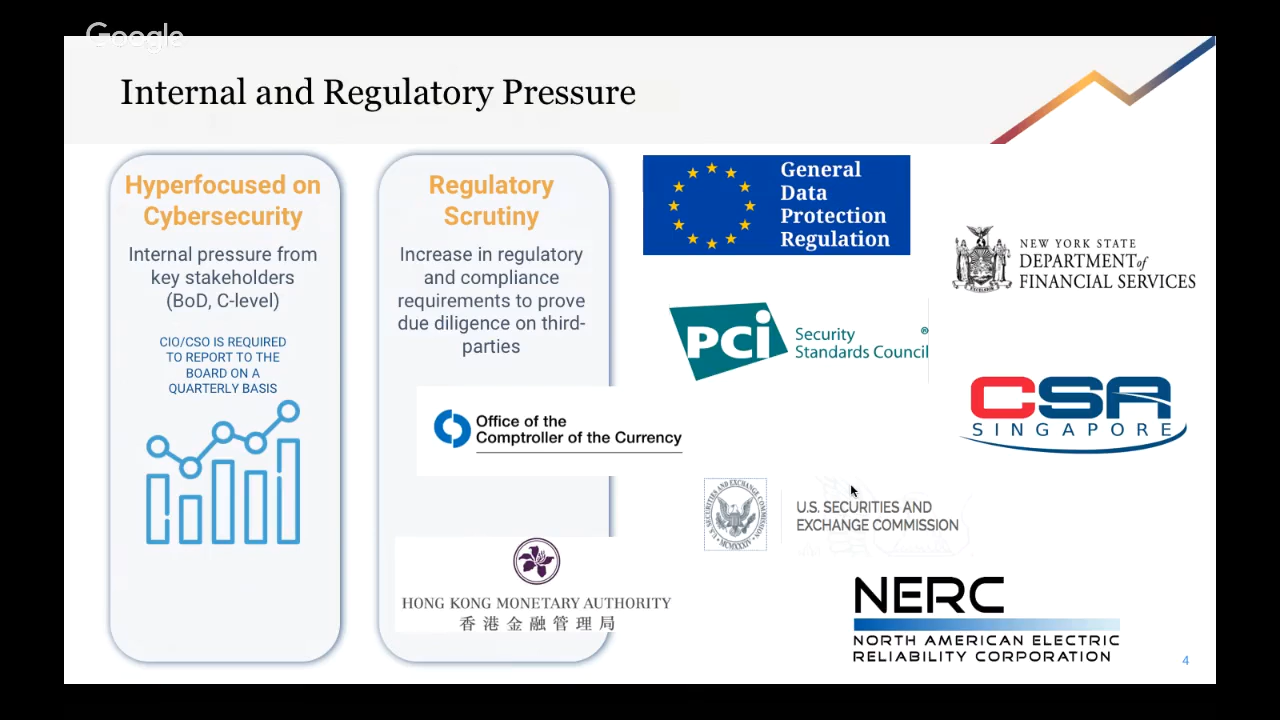 Google
Internal and Regulatory Pressure
Hyperfocused on
Cybersecurity
Internal pressure from
key stakeholders
(BoD, C-level)
CIO/CSO IS REQUIRED
TO REPORT TO THE
BOARD ON A
QUARTERLY BASIS
Regulatory
Scrutiny
Increase in regulatory
and compliance
requirements to prove
due diligence on third-
parties
Office of the
Comptroller of the Currency
HONG KONG MONETARY AUTHORITY
香港金融管理局
General
Data
Protection
Regulation
NEW YORK STATE
DEPARTMENT of
FINANCIAL SERVICES
PCi
Security ®
Standards Council
CSA
SINGAPORE
U.S. SECURITIES AND
EXCHANGE COMMISSION
NERC
NORTH AMERICAN ELECTRIC
RELIABILITY CORPORATION
4